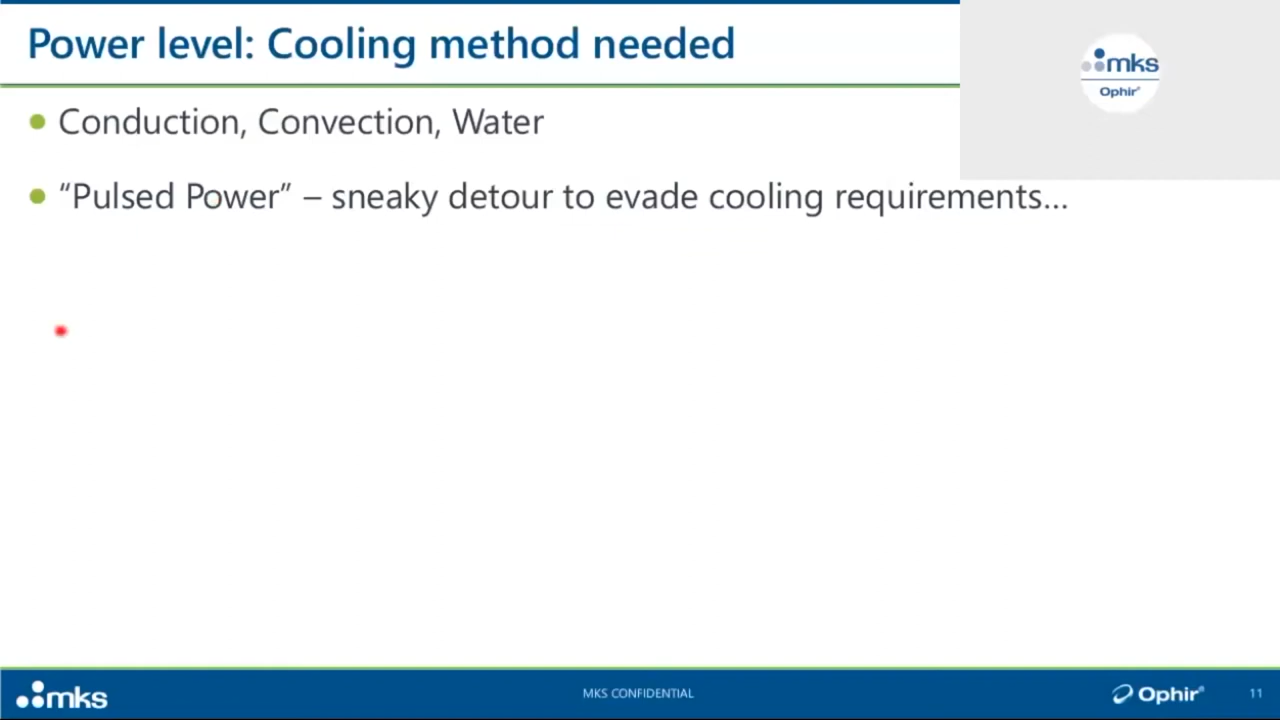 Power level: Cooling method needed
mks
Ophir®
Conduction, Convection, Water
“Pulsed Power” – sneaky detour to evade cooling requirements...
mks
MKS CONFIDENTIAL
Ophir®
11